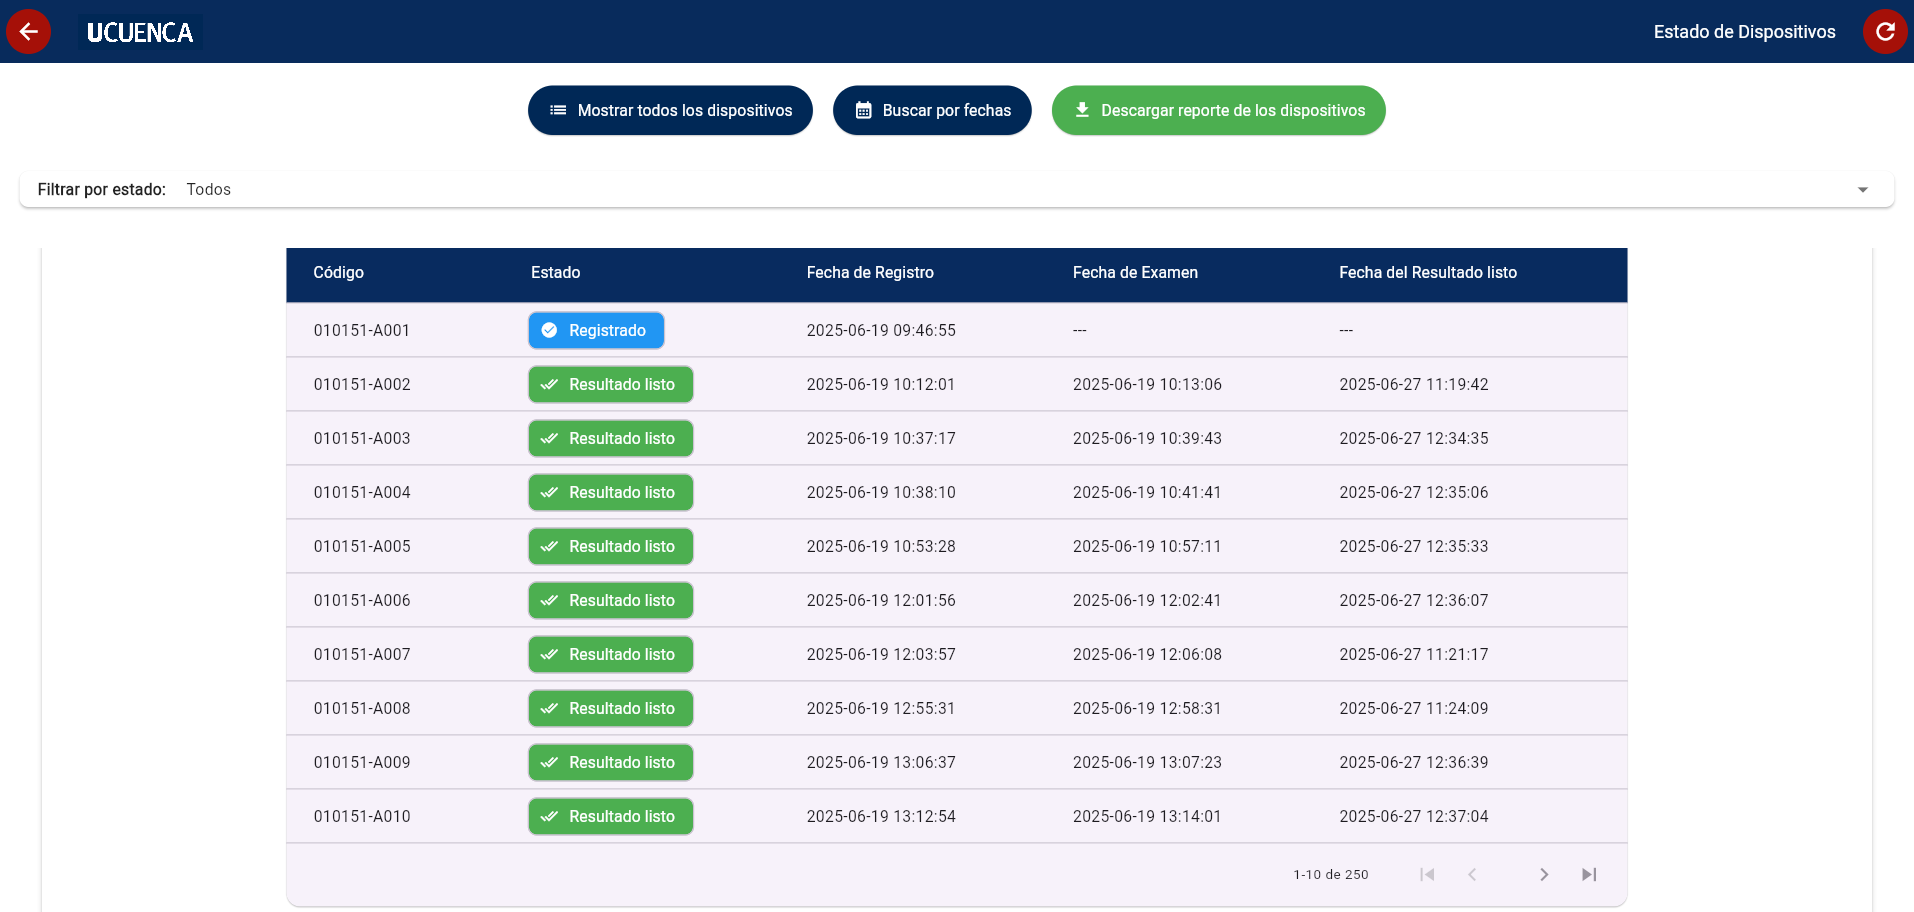 UCUENCA
Estado de Dispositivos
Mostrar todos los dispositivos
Buscar por fechas
Descargar reporte de los dispositivos
Filtrar por estado: Todos
Código Estado Fecha de Registro Fecha de Examen Fecha del Resultado listo
010151-A001 Registrado 2025-06-19 09:46:55 --- ---
010151-A002 Resultado listo 2025-06-19 10:12:01 2025-06-19 10:13:06 2025-06-27 11:19:42
010151-A003 Resultado listo 2025-06-19 10:37:17 2025-06-19 10:39:43 2025-06-27 12:34:35
010151-A004 Resultado listo 2025-06-19 10:38:10 2025-06-19 10:41:41 2025-06-27 12:35:06
010151-A005 Resultado listo 2025-06-19 10:53:28 2025-06-19 10:57:11 2025-06-27 12:35:33
010151-A006 Resultado listo 2025-06-19 12:01:56 2025-06-19 12:02:41 2025-06-27 12:36:07
010151-A007 Resultado listo 2025-06-19 12:03:57 2025-06-19 12:06:08 2025-06-27 11:21:17
010151-A008 Resultado listo 2025-06-19 12:55:31 2025-06-19 12:58:31 2025-06-27 11:24:09
010151-A009 Resultado listo 2025-06-19 13:06:37 2025-06-19 13:07:23 2025-06-27 12:36:39
010151-A010 Resultado listo 2025-06-19 13:12:54 2025-06-19 13:14:01 2025-06-27 12:37:04
1-10 de 250